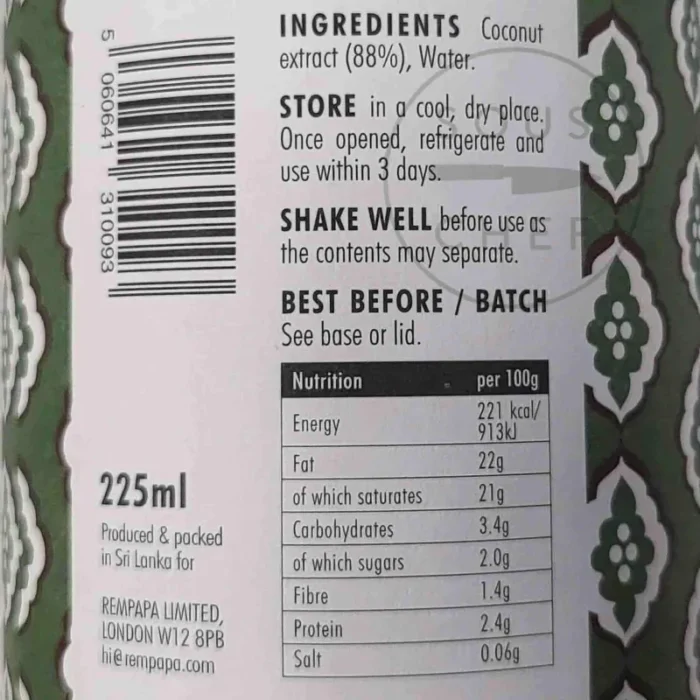 INGREDIENTS Coconut
extract (88%), Water.
STORE in a cool, dry place.
Once opened, refrigerate and
use within 3 days.
SHAKE WELL before use as
the contents may separate.
BEST BEFORE / BATCH
See base or lid.
Nutrition per 100g
Energy 221 kcal/
913kJ
Fat 22g
of which saturates 21g
Carbohydrates 3.4g
of which sugars 2.0g
Fibre 1.4g
Protein 2.4g
Salt 0.06g
5 060641 310093
225ml
Produced & packed
in Sri Lanka for
REMPAPA LIMITED,
LONDON W12 8PB
hi@rempapa.com
SOUS
CHEF